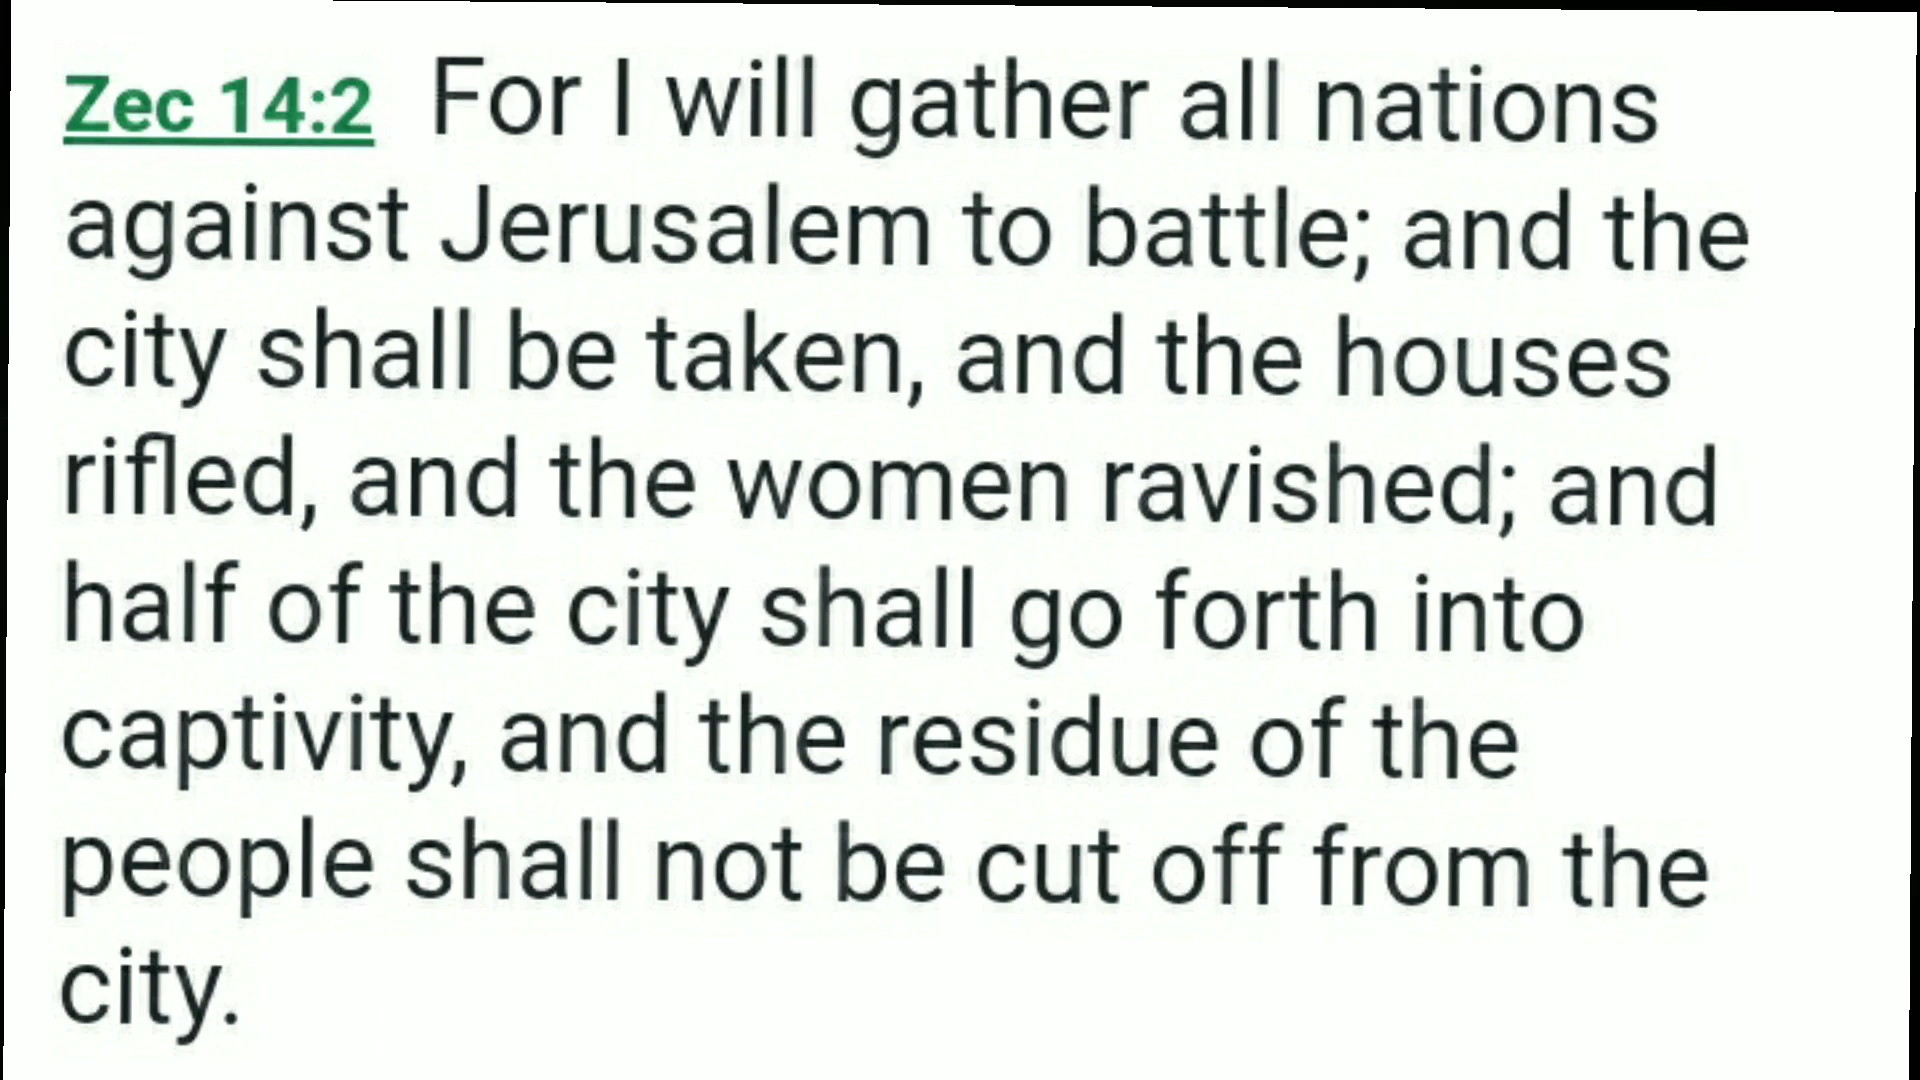 Zec 14:2 For I will gather all nations
against Jerusalem to battle; and the
city shall be taken, and the houses
rifled, and the women ravished; and
half of the city shall go forth into
captivity, and the residue of the
people shall not be cut off from the
city.